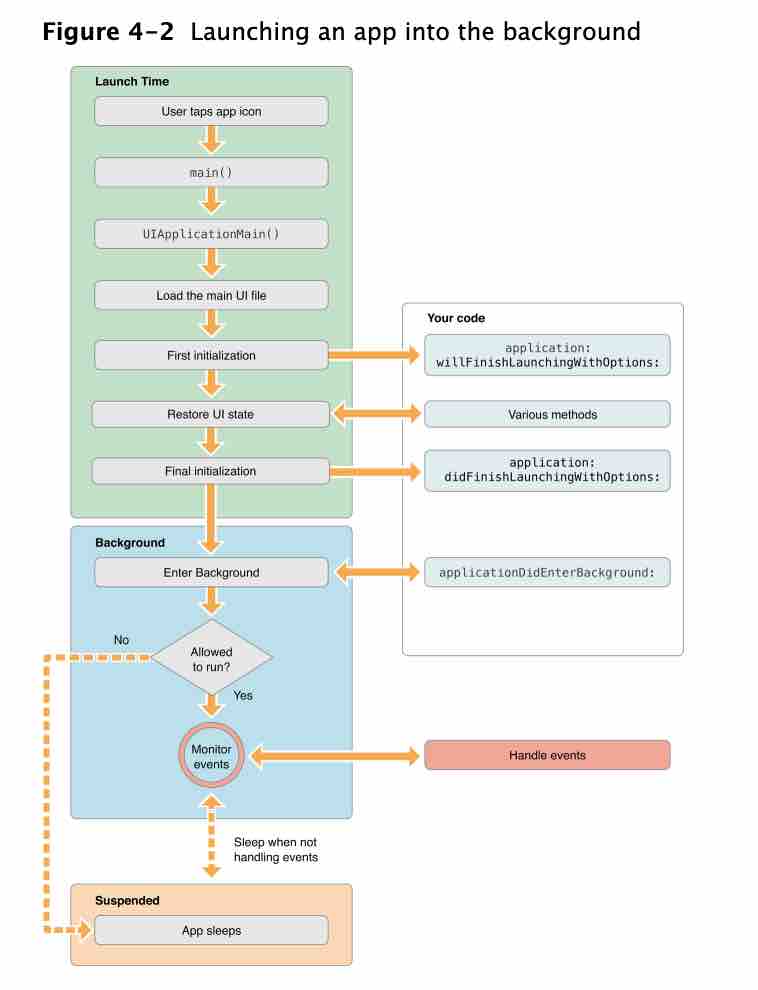 Figure 4-2 Launching an app into the background
Launch Time
User taps app icon
main()
UIApplicationMain()
Load the main UI file
First initialization
Restore UI state
Final initialization
Your code
application:
willFinishLaunchingWithOptions:
Various methods
application:
didFinishLaunchingWithOptions:
applicationDidEnterBackground:
Background
Enter Background
Allowed
to run?
No
Yes
Monitor
events
Handle events
Sleep when not
handling events
Suspended
App sleeps